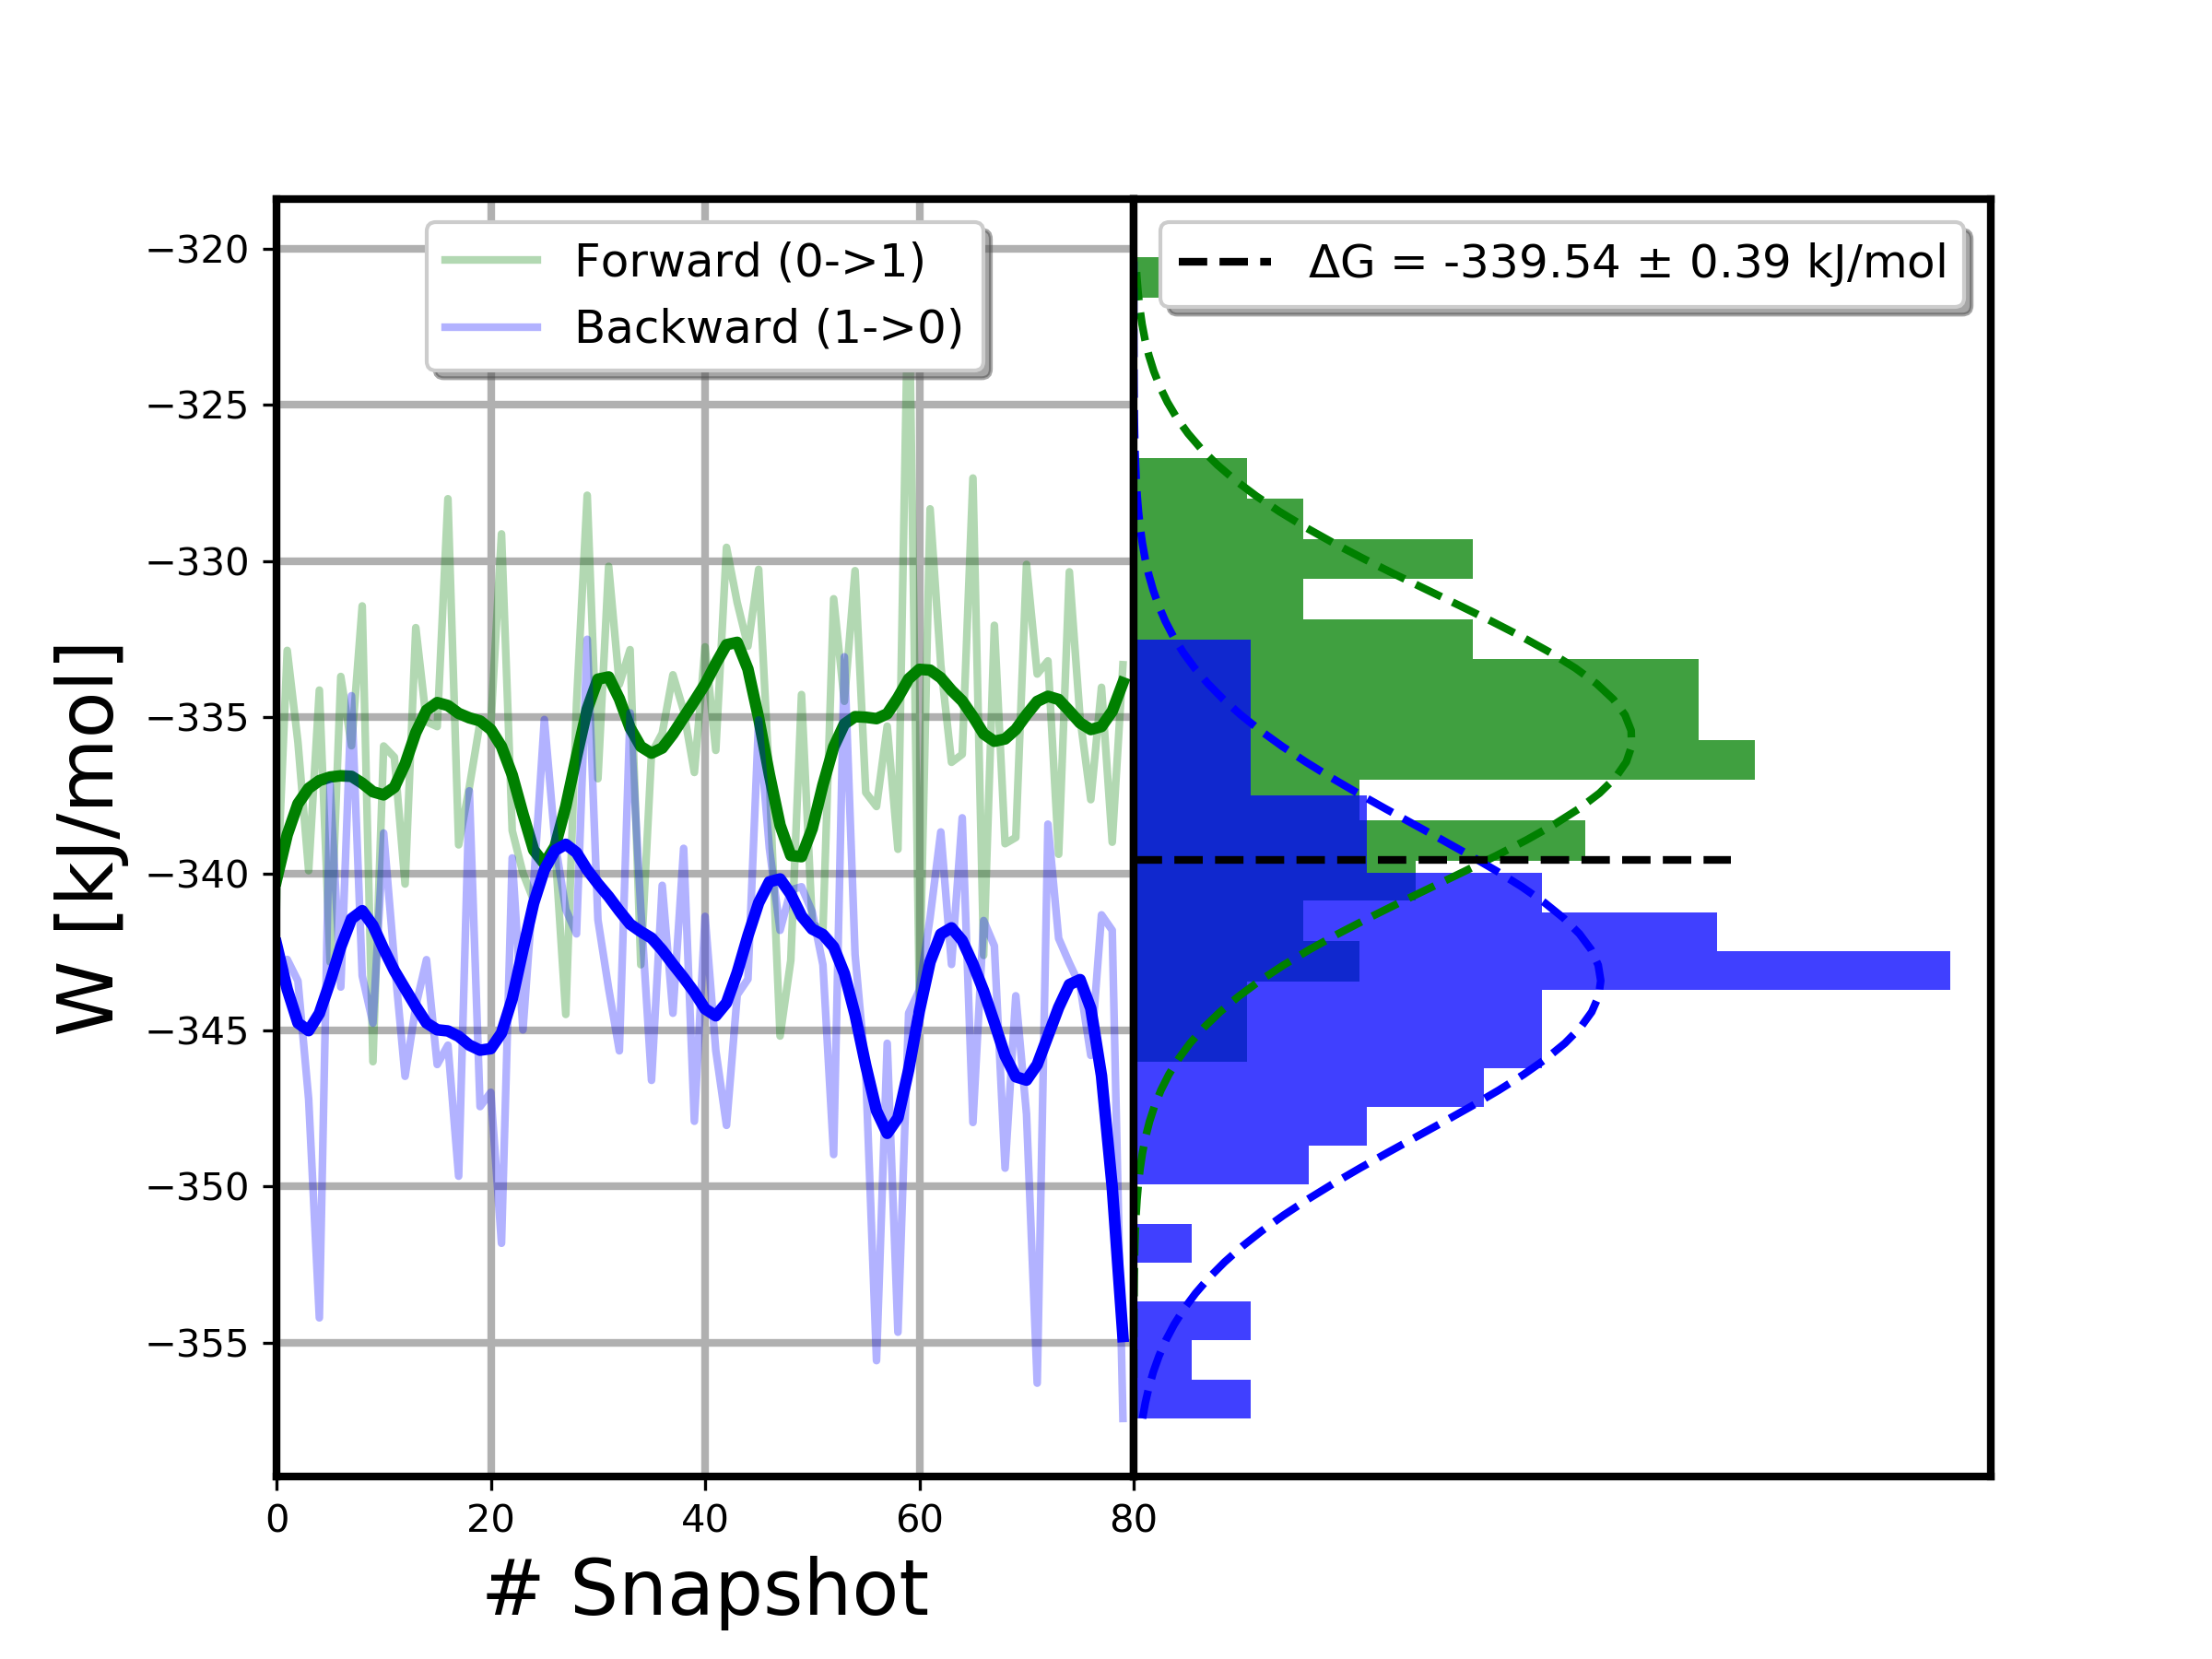 Forward (0->1)
Backward (1->0)
ΔG = -339.54 ± 0.39 kJ/mol
W [kJ/mol]
−320
−325
−330
−335
−340
−345
−350
−355
0 20 40 60 80
# Snapshot